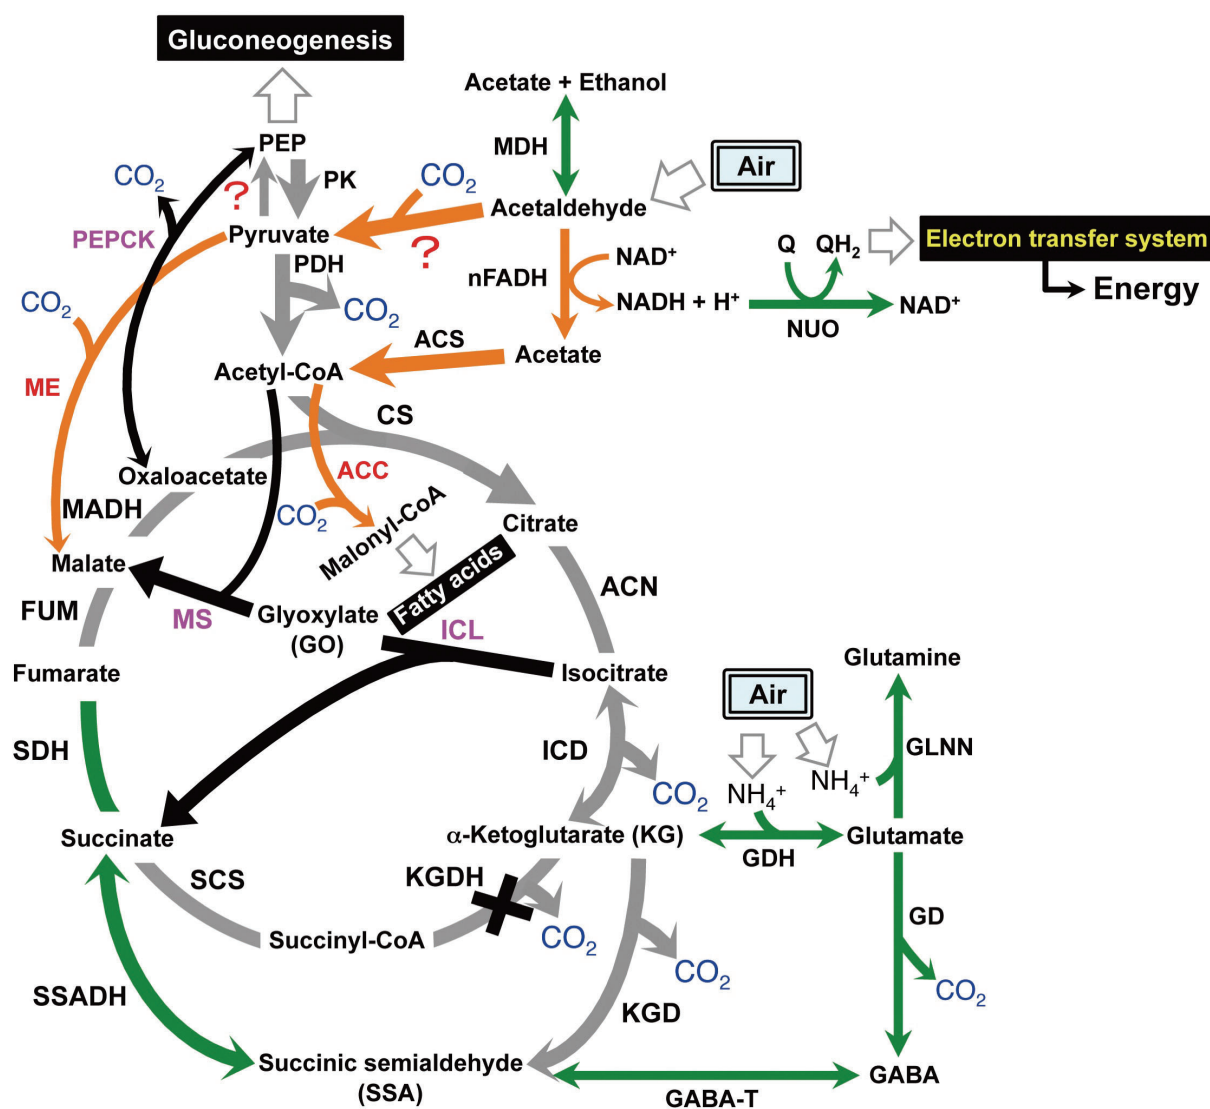 Gluconeogenesis
Acetate + Ethanol
PEP
MDH
Air
CO2
PK
CO2
?
Acetaldehyde
PEPCK
Pyruvate
?
Q
QH2
Electron transfer system
PDH
nFADH
NAD+
Energy
CO2
CO2
NADH + H+
NAD+
NUO
ACS
Acetate
Acetyl-CoA
ME
CS
Oxaloacetate
ACC
MADH
CO2
Malonyl-CoA
Citrate
Malate
Fatty acids
ACN
FUM
MS
Glyoxylate
(GO)
ICL
Fumarate
Isocitrate
Glutamine
Air
SDH
ICD
GLNN
CO2
NH4+
NH4+
Succinate
α-Ketoglutarate (KG)
GDH
Glutamate
SCS
KGDH
GD
Succinyl-CoA
CO2
CO2
CO2
SSADH
KGD
Succinic semialdehyde
(SSA)
GABA-T
GABA